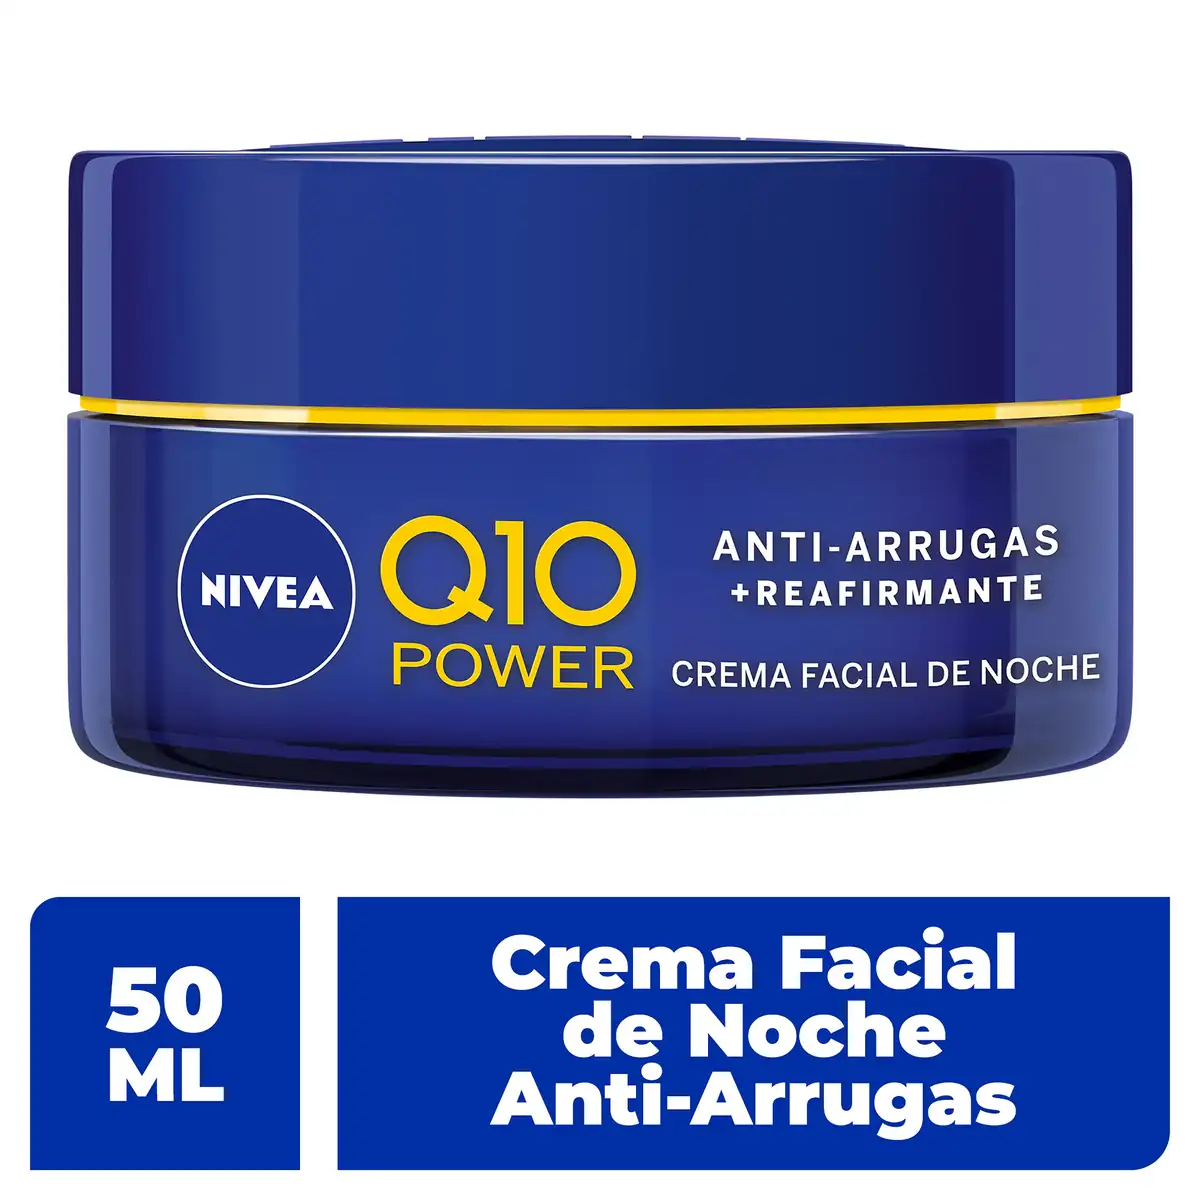 NIVEA
Q10
POWER
ANTI-ARRUGAS
+REAFIRMANTE
CREMA FACIAL DE NOCHE
50
ML
Crema Facial
de Noche
Anti-Arrugas